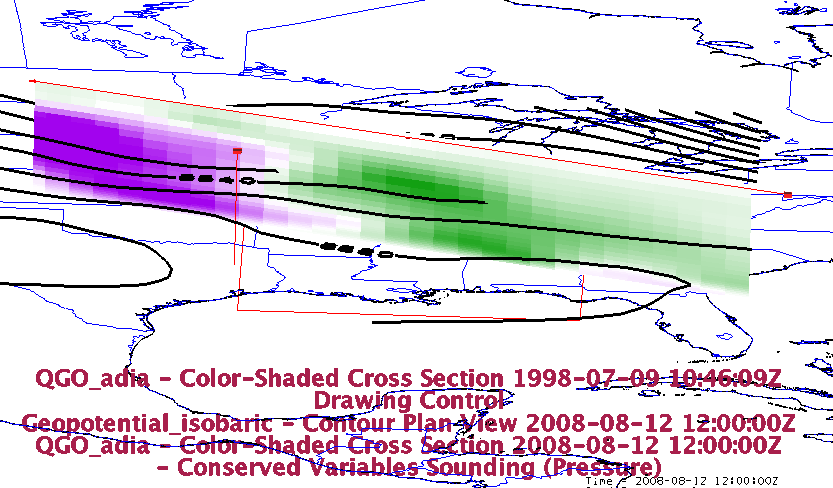 QGO_adia - Color-Shaded Cross Section 1998-07-09 10:46:09Z
Drawing Control
Geopotential_isobaric - Contour Plan View 2008-08-12 12:00:00Z
QGO_adia - Color-Shaded Cross Section 2008-08-12 12:00:00Z
- Conserved Variables Sounding (Pressure)
Time = 2008-08-12 12:00:00Z